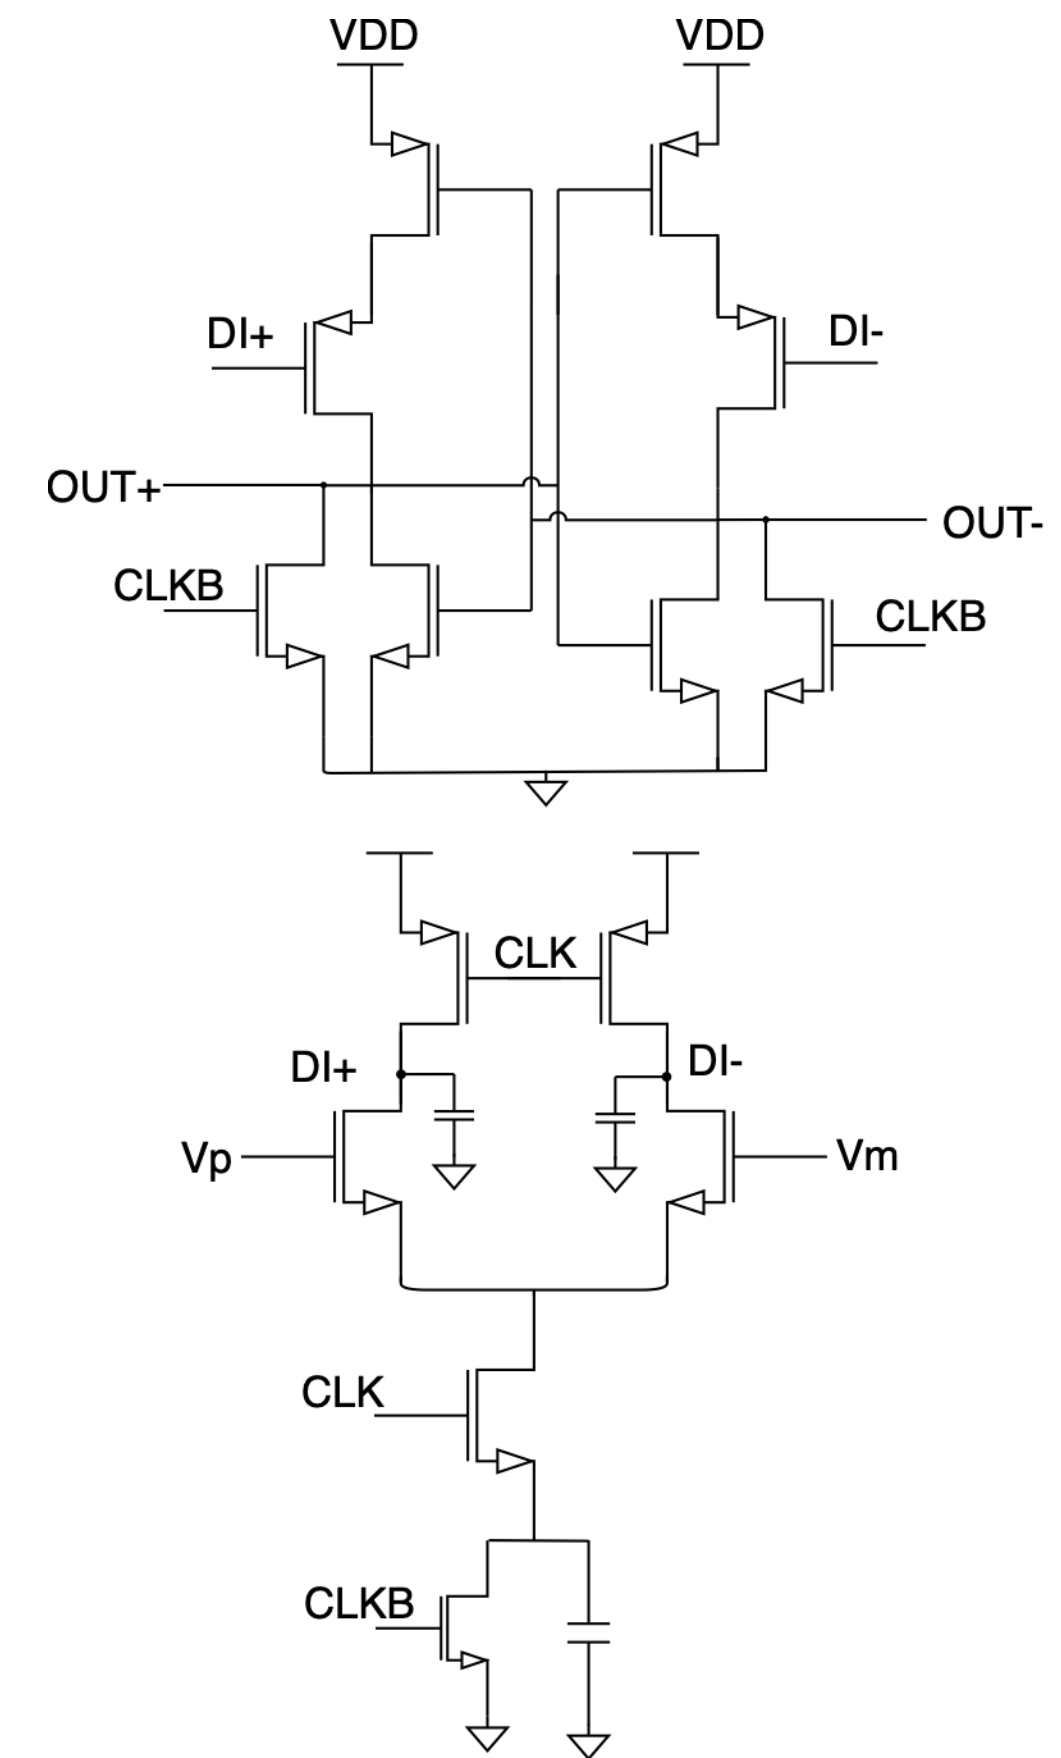 VDD VDD
DI+ DI-
OUT+
OUT-
CLKB
CLKB
CLK
DI+ DI-
Vp Vm
CLK
CLKB